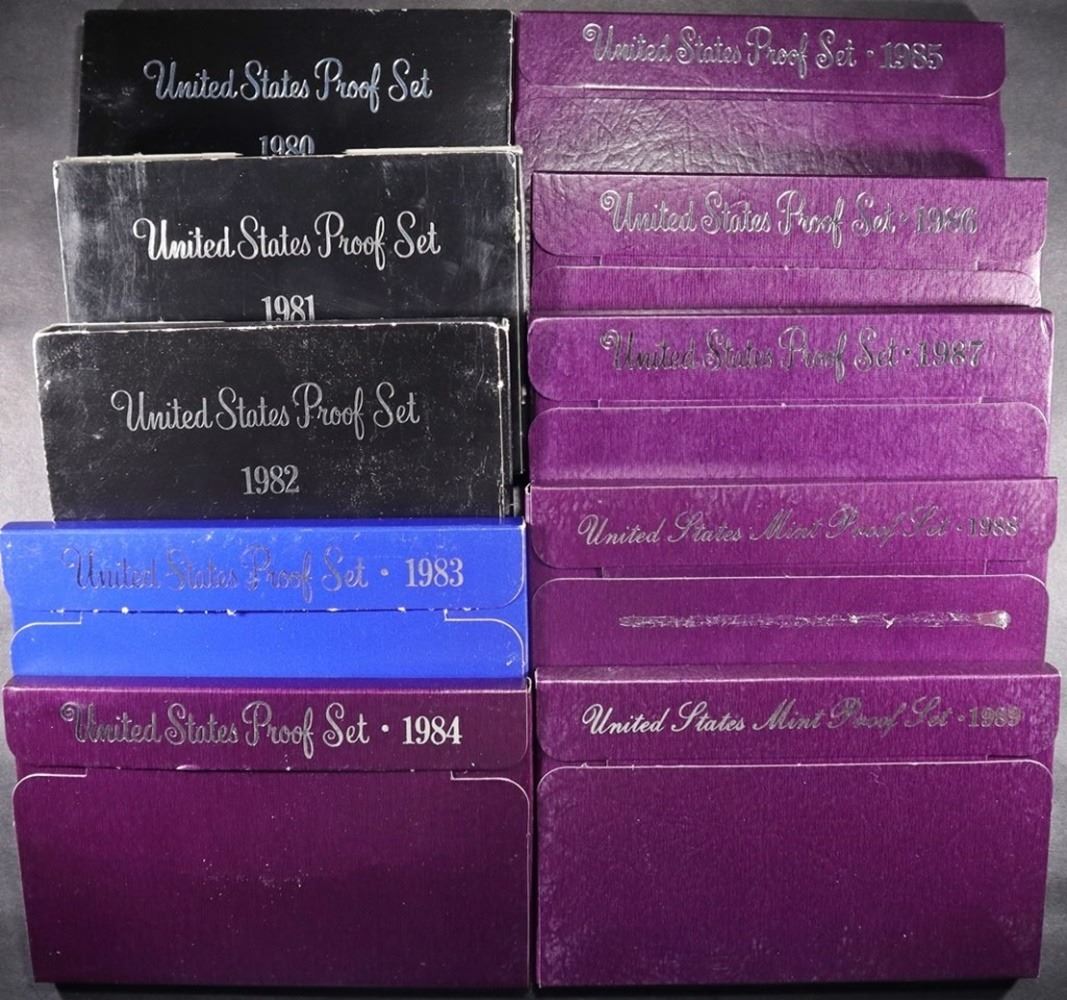 United States Proof Set
1980
United States Proof Set
1981
United States Proof Set
1982
United States Proof Set • 1983
United States Proof Set • 1984
United States Proof Set • 1985
United States Proof Set • 1986
United States Proof Set • 1987
United States Mint Proof Set • 1988
United States Mint Proof Set • 1989